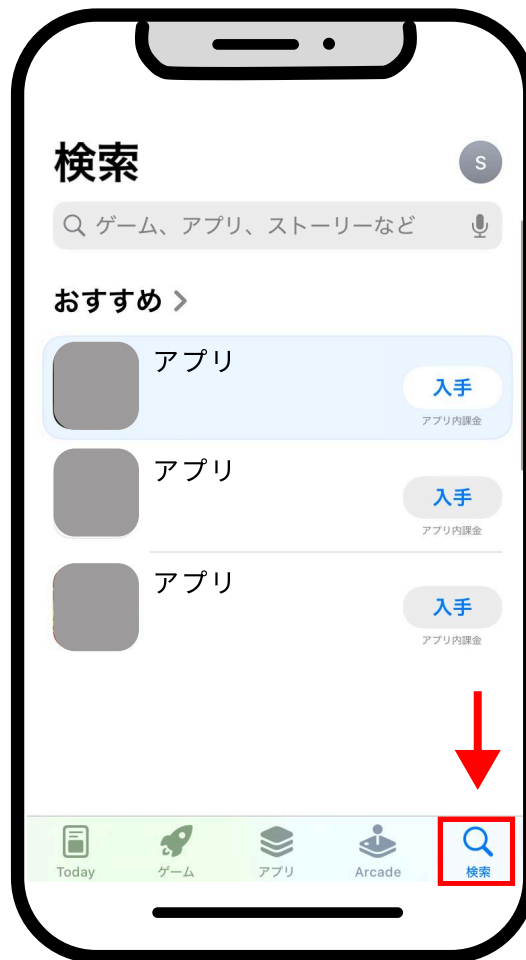 検索
S
ゲーム、アプリ、ストーリーなど
おすすめ
アプリ
入手
アプリ内課金
アプリ
入手
アプリ内課金
アプリ
入手
アプリ内課金
Today ゲーム アプリ Arcade 検索